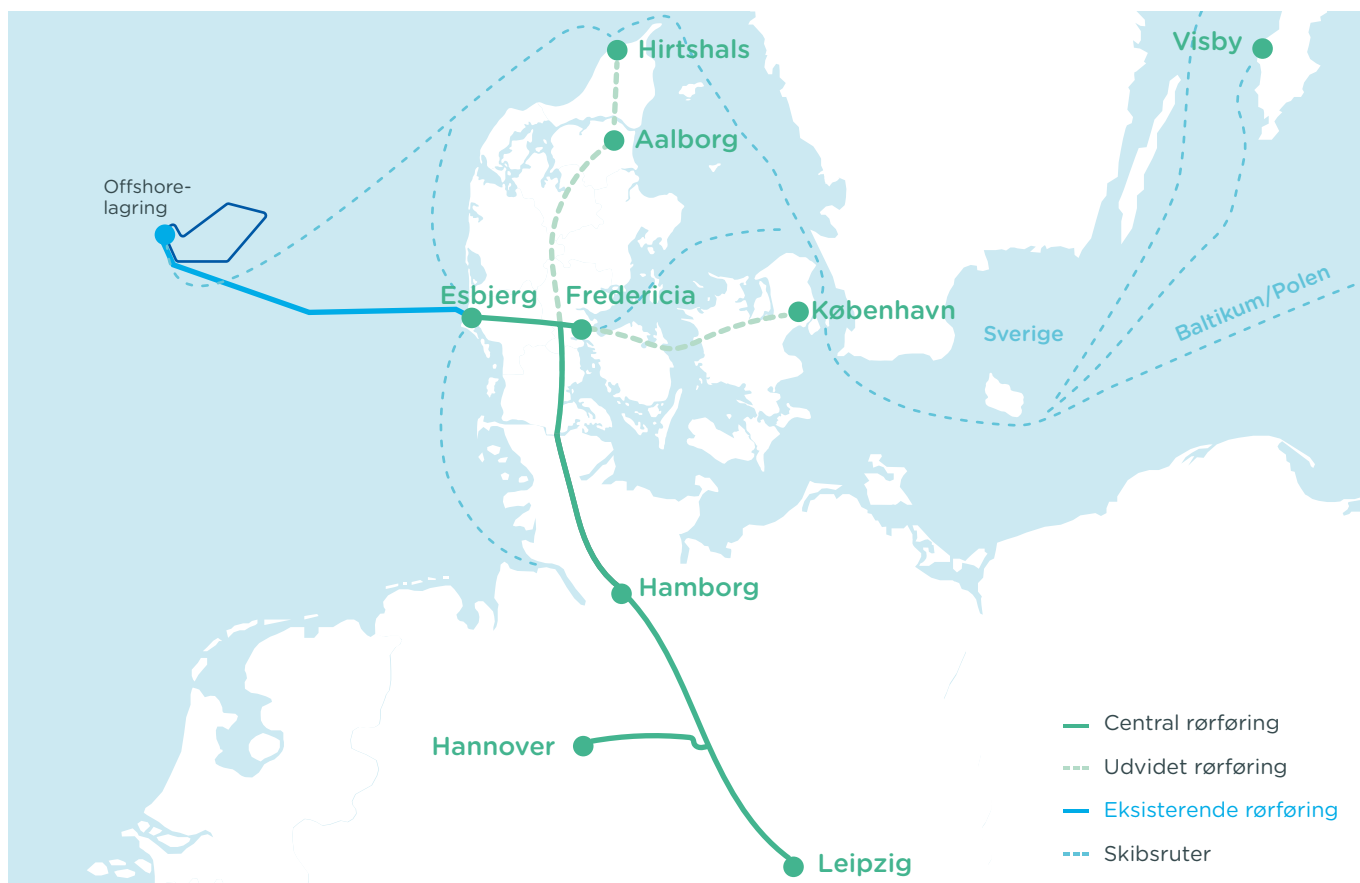 Hirtshals
Visby
Aalborg
Offshore-
lagring
Esbjerg
Fredericia
København
Sverige
Baltikum/Polen
Hamborg
Hannover
Leipzig
Central rørføring
Udvidet rørføring
Eksisterende rørføring
Skibsruter